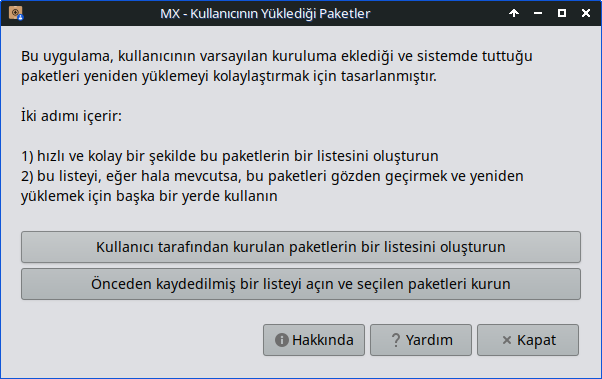 MX - Kullanıcının Yüklediği Paketler
Bu uygulama, kullanıcının varsayılan kuruluma eklediği ve sistemde tuttuğu
paketleri yeniden yüklemeyi kolaylaştırmak için tasarlanmıştır.
İki adımı içerir:
1) hızlı ve kolay bir şekilde bu paketlerin bir listesini oluşturun
2) bu listeyi, eğer hala mevcutsa, bu paketleri gözden geçirmek ve yeniden
yüklemek için başka bir yerde kullanın
Kullanıcı tarafından kurulan paketlerin bir listesini oluşturun
Önceden kaydedilmiş bir listeyi açın ve seçilen paketleri kurun
Hakkında ? Yardım Kapat